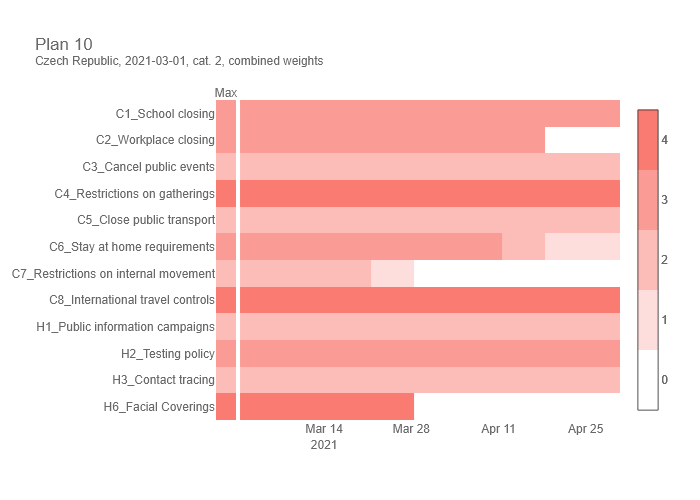 Plan 10
Czech Republic, 2021-03-01, cat. 2, combined weights
Max
C1_School closing
C2_Workplace closing
C3_Cancel public events
C4_Restrictions on gatherings
C5_Close public transport
C6_Stay at home requirements
C7_Restrictions on internal movement
C8_International travel controls
H1_Public information campaigns
H2_Testing policy
H3_Contact tracing
H6_Facial Coverings
Mar 14 Mar 28 Apr 11 Apr 25
2021
4
3
2
1
0